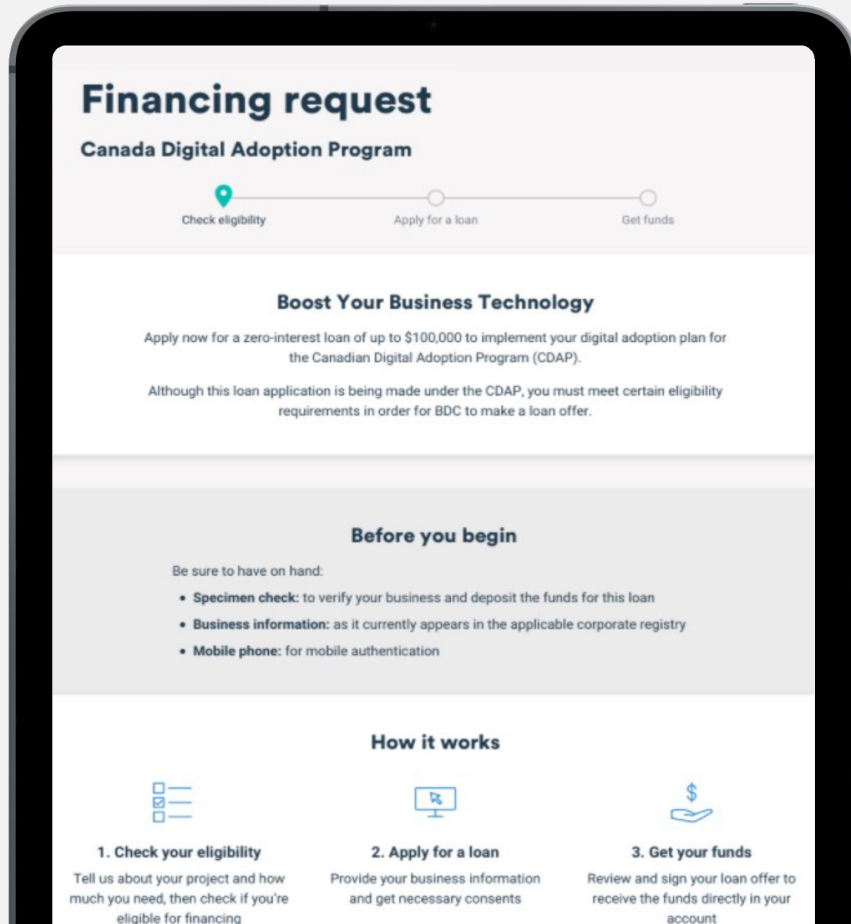 Financing request
Canada Digital Adoption Program
Check eligibility
Apply for a loan
Get funds
Boost Your Business Technology
Apply now for a zero-interest loan of up to $100,000 to implement your digital adoption plan for
the Canadian Digital Adoption Program (CDAP).
Although this loan application is being made under the CDAP, you must meet certain eligibility
requirements in order for BDC to make a loan offer.
Before you begin
Be sure to have on hand:
• Specimen check: to verify your business and deposit the funds for this loan
• Business information: as it currently appears in the applicable corporate registry
• Mobile phone: for mobile authentication
How it works
$
1. Check your eligibility
Tell us about your project and how
much you need, then check if you're
eligible for financing
2. Apply for a loan
Provide your business information
and get necessary consents
3. Get your funds
Review and sign your loan offer to
receive the funds directly in your
account